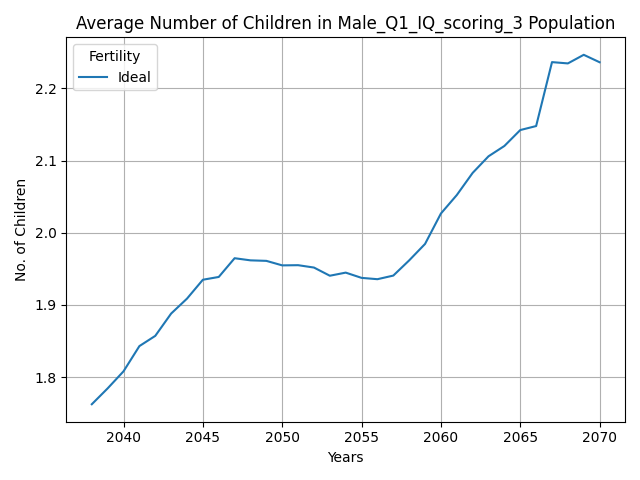 Average Number of Children in Male_Q1_IQ_scoring_3 Population
Fertility
Ideal
No. of Children
2.2
2.1
2.0
1.9
1.8
2040 2045 2050 2055 2060 2065 2070
Years